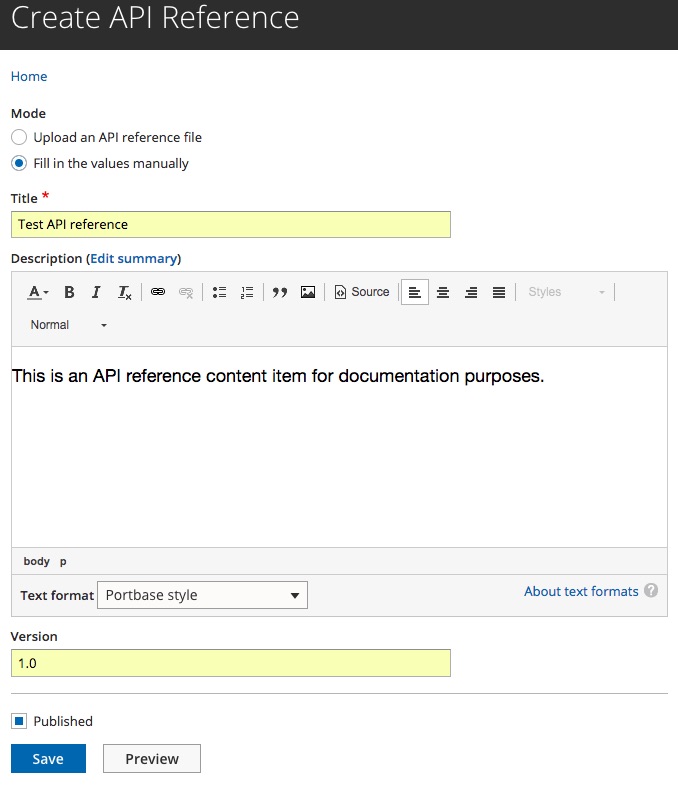 Create API Reference
Home
Mode
Upload an API reference file
Fill in the values manually
Title *
Test API reference
Description (Edit summary)
A B I Tx Source Styles
Normal
This is an API reference content item for documentation purposes.
body p
Text format Portbase style About text formats ?
Version
1.0
Published
Save Preview